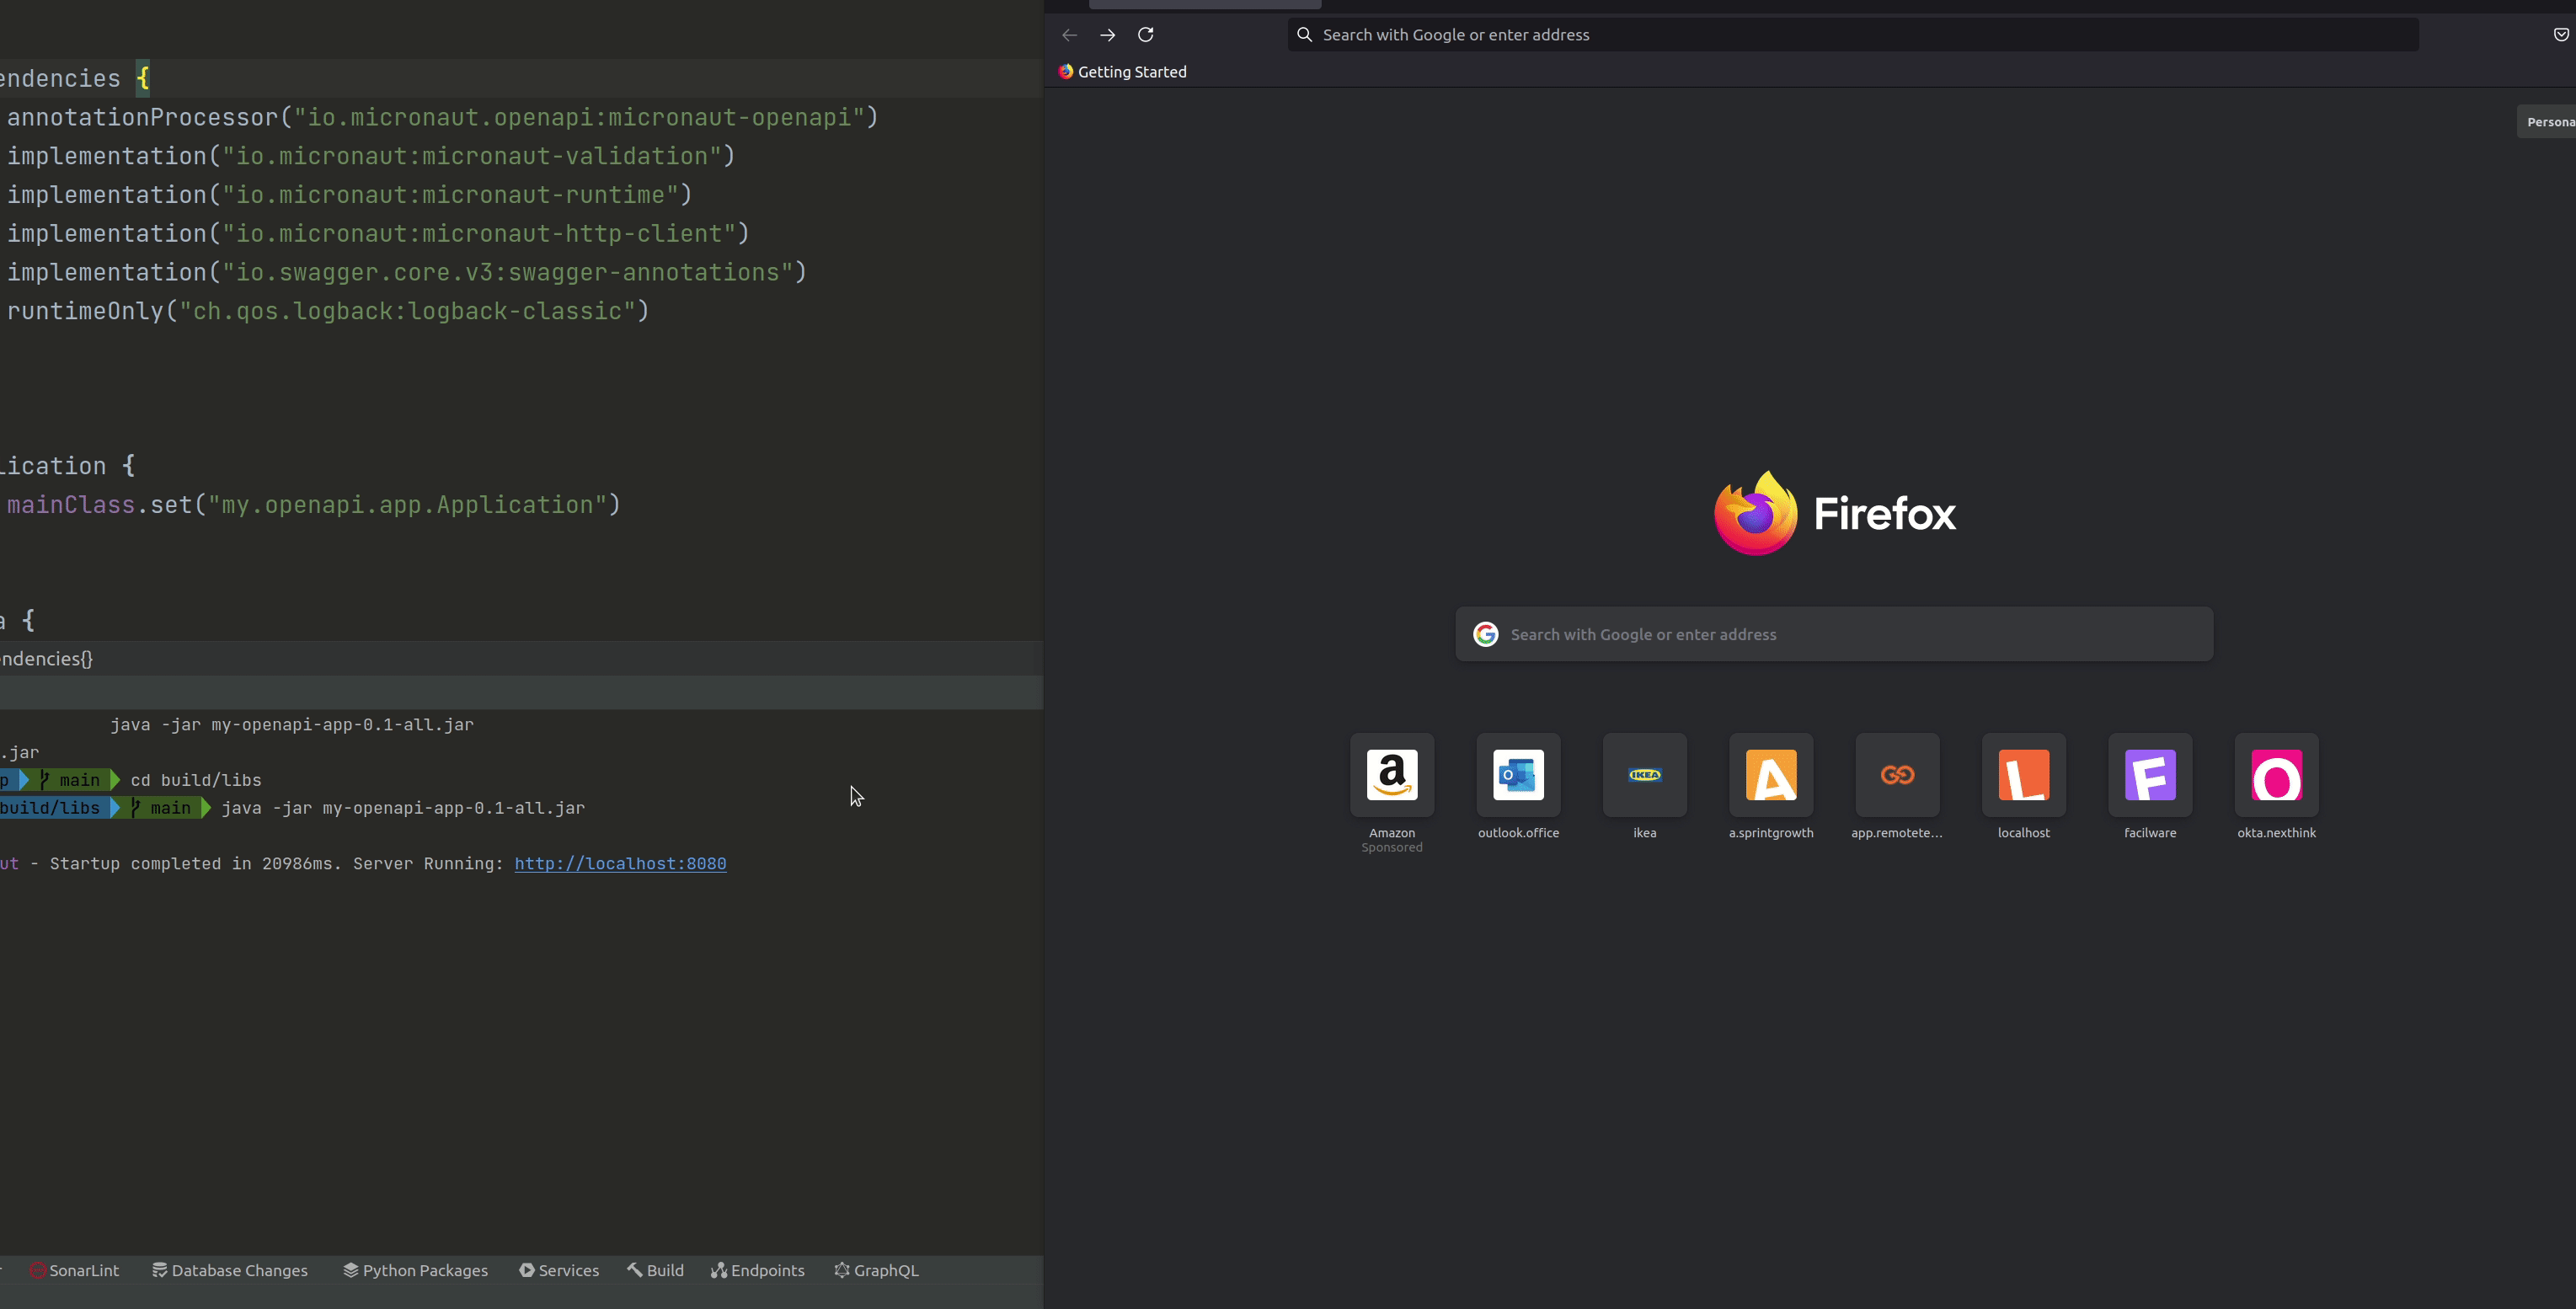 endencies {
annotationProcessor("io.micronaut.openapi:micronaut-openapi")
implementation("io.micronaut:micronaut-validation")
implementation("io.micronaut:micronaut-runtime")
implementation("io.micronaut:micronaut-http-client")
implementation("io.swagger.core.v3:swagger-annotations")
runtimeOnly("ch.qos.logback:logback-classic")
lication {
mainClass.set("my.openapi.app.Application")
a {
endencies{}
java -jar my-openapi-app-0.1-all.jar
.jar
p main cd build/libs
build/libs main java -jar my-openapi-app-0.1-all.jar
ut - Startup completed in 20986ms. Server Running: http://localhost:8080
SonarLint Database Changes Python Packages Services Build Endpoints GraphQL
Search with Google or enter address
Getting Started
Persona
Firefox
Search with Google or enter address
IKEA
Amazon outlook.office ikea a.sprintgrowth app.remotete... localhost facilware okta.nexthink
Sponsored